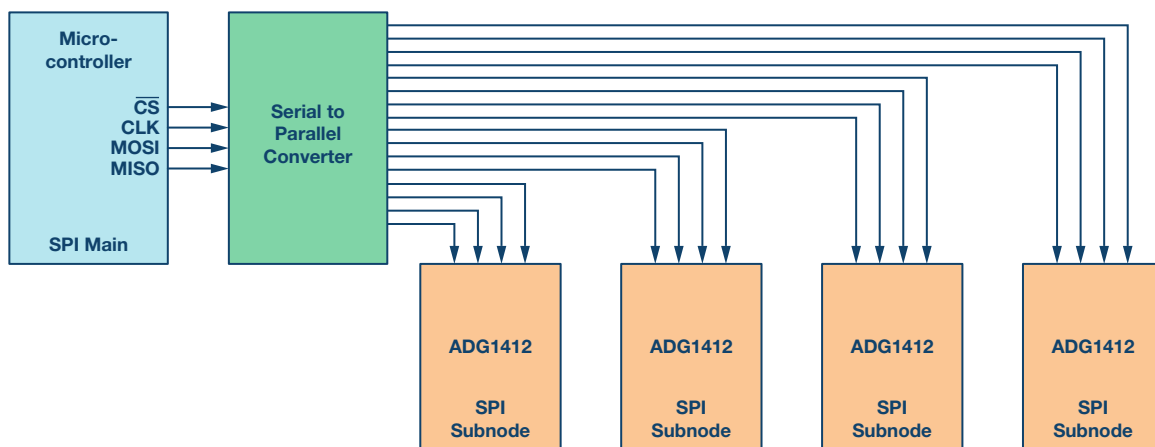 Micro-
controller
CS
CLK
MOSI
MISO
SPI Main
Serial to
Parallel
Converter
ADG1412
SPI
Subnode
ADG1412
SPI
Subnode
ADG1412
SPI
Subnode
ADG1412
SPI
Subnode